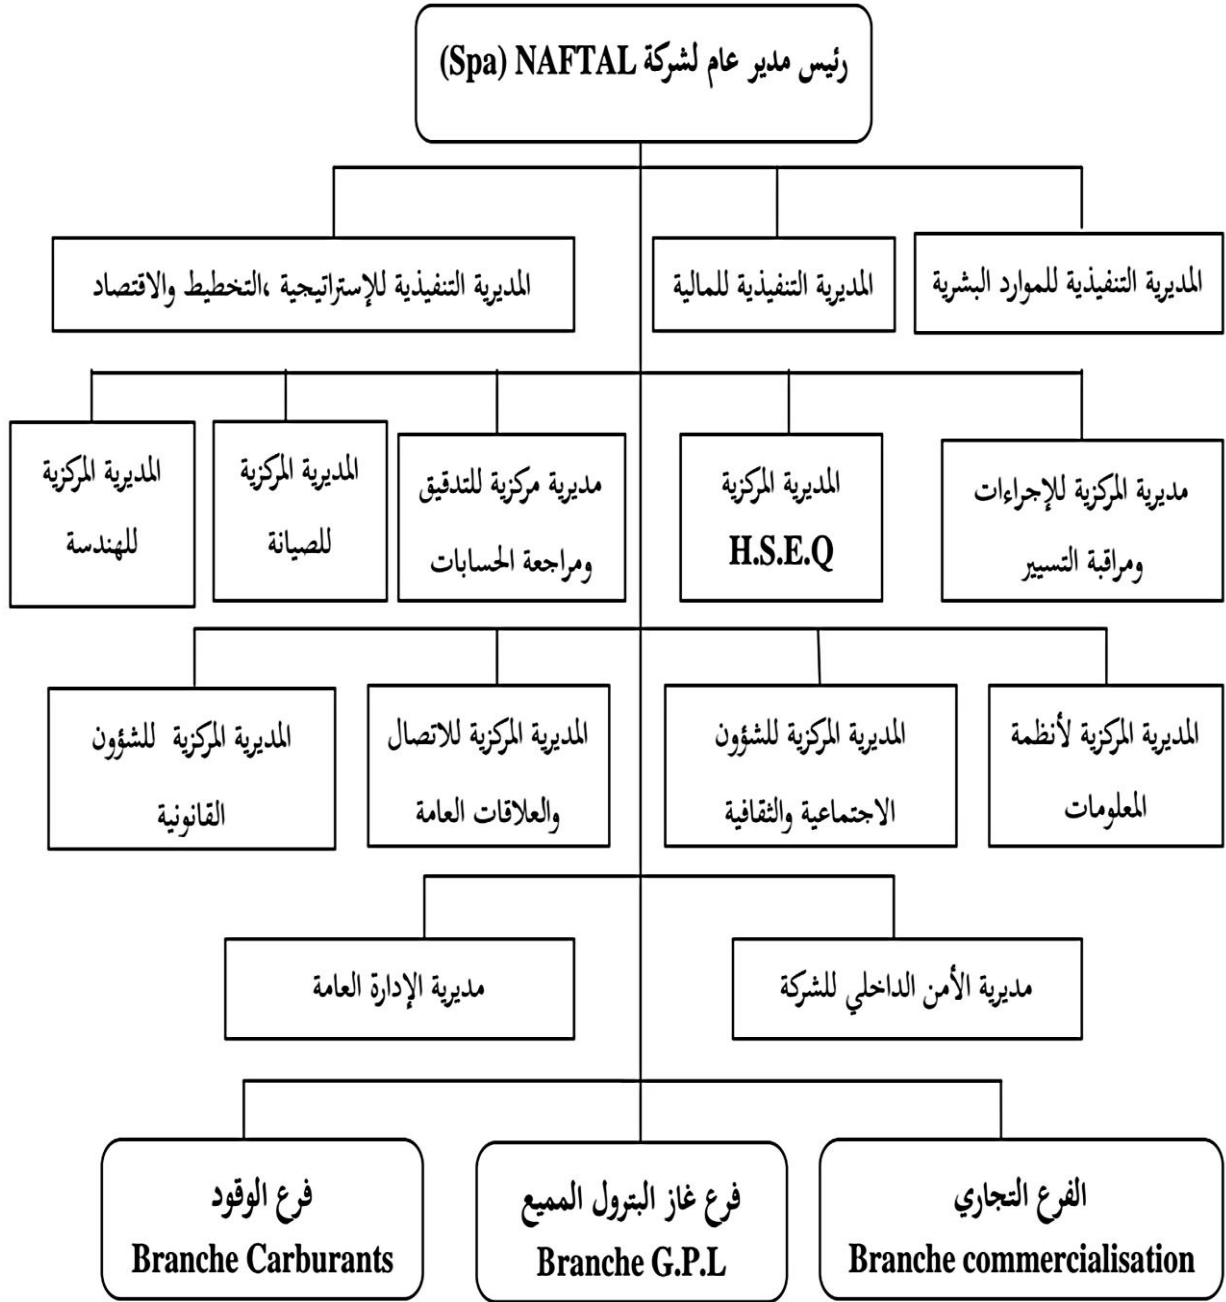 رئيس مدير عام لشركة NAFTAL (Spa)
المديرية التنفيذية للموارد البشرية
المديرية التنفيذية للمالية
المديرية التنفيذية للإستراتيجية ،التخطيط والاقتصاد
مديرية المركزية للإجراءات
ومراقبة التسيير
المديرية المركزية
H.S.E.Q
مديرية مركزية للتدقيق
ومراجعة الحسابات
المديرية المركزية
للصيانة
المديرية المركزية
للهندسة
المديرية المركزية لأنظمة
المعلومات
المديرية المركزية للشؤون
الاجتماعية والثقافية
المديرية المركزية للاتصال
والعلاقات العامة
المديرية المركزية للشؤون
القانونية
مديرية الأمن الداخلي للشركة
مديرية الإدارة العامة
الفرع التجاري
Branche commercialisation
فرع غاز البترول المميع
Branche G.P.L
فرع الوقود
Branche Carburants